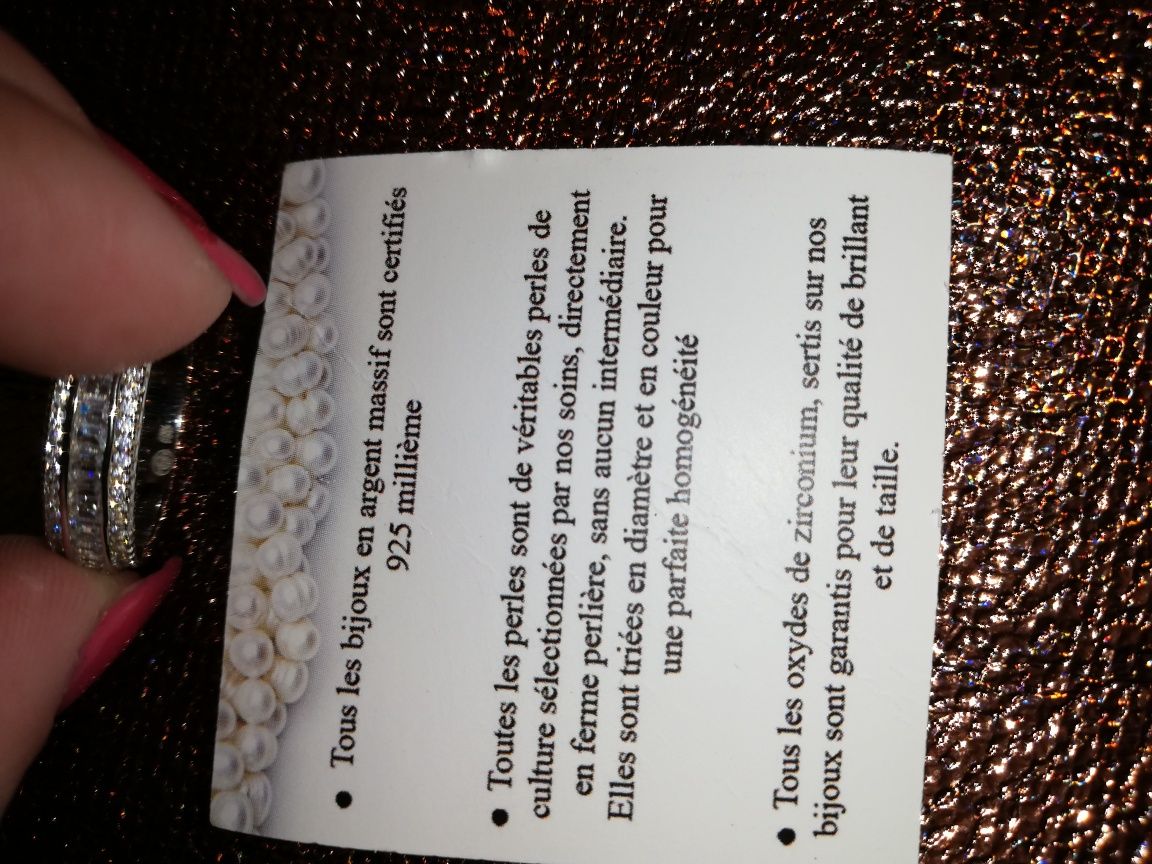 • Tous les bijoux en argent massif sont certifiés
925 millième
• Toutes les perles sont de véritables perles de
culture sélectionnées par nos soins, directement
en ferme perlière, sans aucun intermédiaire.
Elles sont triées en diamètre et en couleur pour
une parfaite homogénéité
• Tous les oxydes de zirconium, sertis sur nos
bijoux sont garantis pour leur qualité de brillant
et de taille.